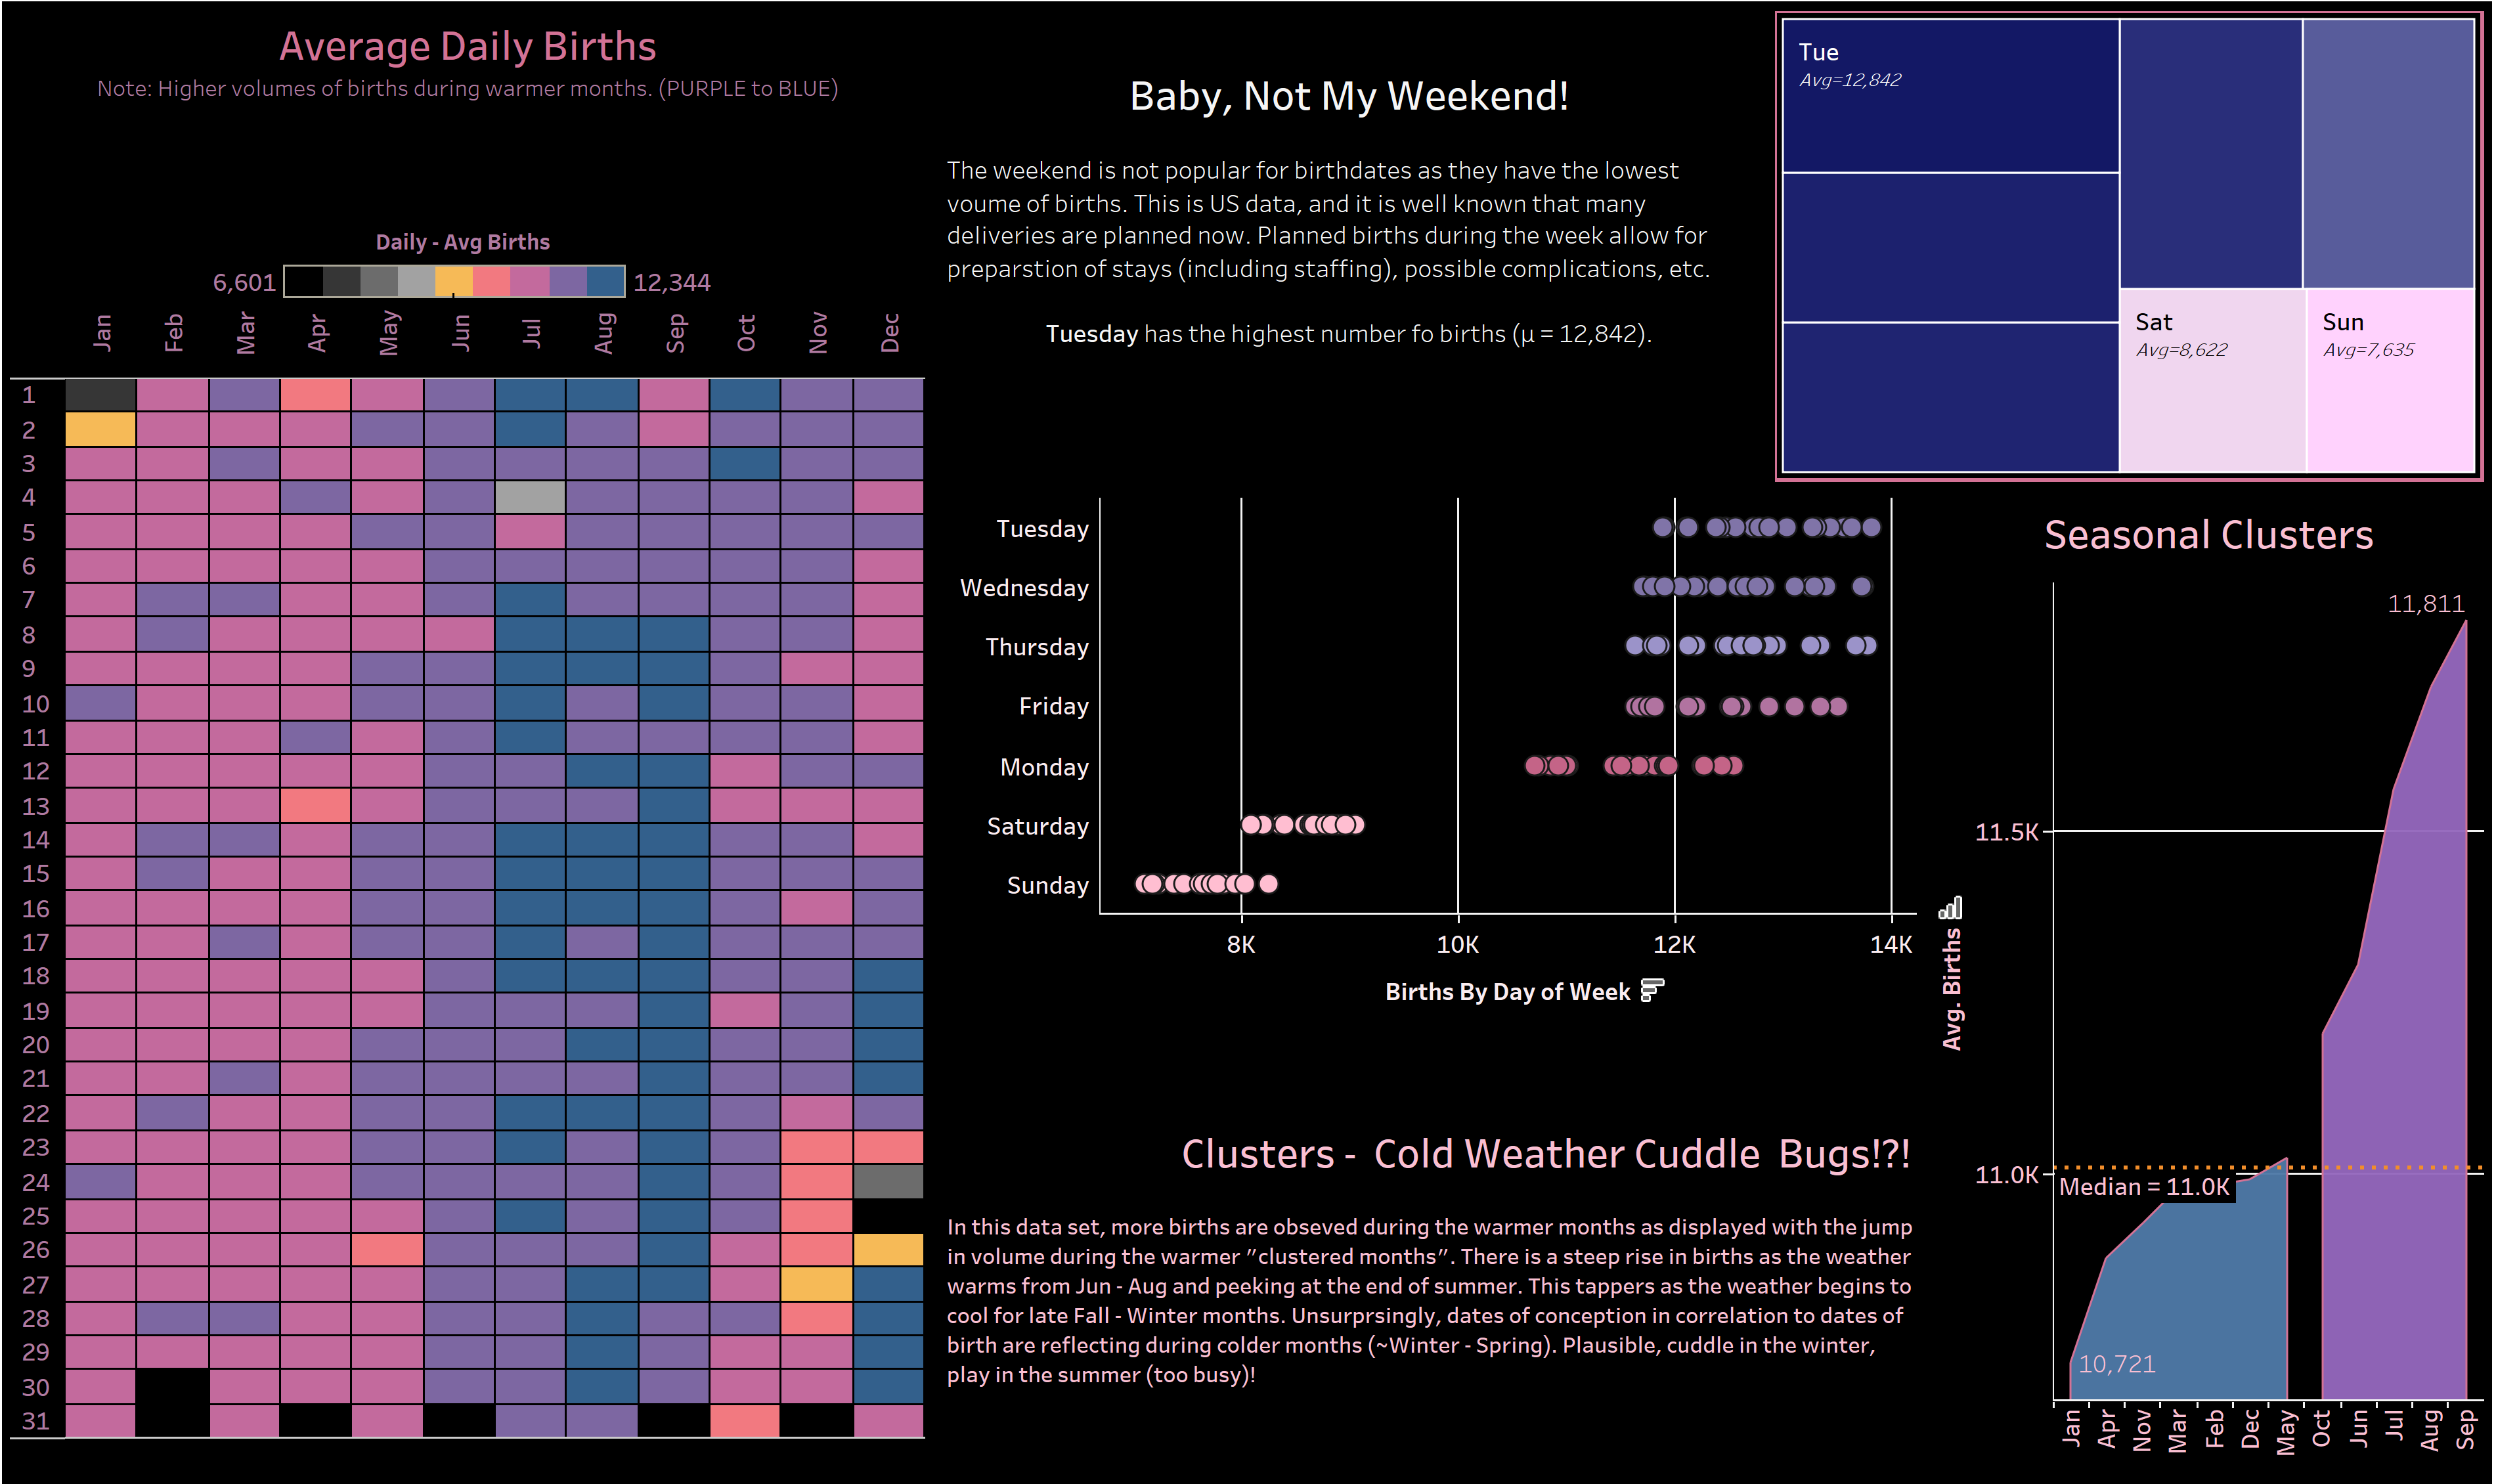 Average Daily Births
Note: Higher volumes of births during warmer months. (PURPLE to BLUE)
Daily - Avg Births
6,601
12,344
Jan
Feb
Mar
Apr
May
Jun
Jul
Aug
Sep
Oct
Nov
Dec
1
2
3
4
5
6
7
8
9
10
11
12
13
14
15
16
17
18
19
20
21
22
23
24
25
26
27
28
29
30
31
Baby, Not My Weekend!
The weekend is not popular for birthdates as they have the lowest
voume of births. This is US data, and it is well known that many
deliveries are planned now. Planned births during the week allow for
preparstion of stays (including staffing), possible complications, etc.
Tuesday has the highest number fo births (μ = 12,842).
Tue
Avg=12,842
Sat
Avg=8,622
Sun
Avg=7,635
Tuesday
Wednesday
Thursday
Friday
Monday
Saturday
Sunday
8K
10K
12K
14K
Births By Day of Week
Clusters - Cold Weather Cuddle Bugs!?!
In this data set, more births are obseved during the warmer months as displayed with the jump
in volume during the warmer "clustered months". There is a steep rise in births as the weather
warms from Jun - Aug and peeking at the end of summer. This tappers as the weather begins to
cool for late Fall - Winter months. Unsurprsingly, dates of conception in correlation to dates of
birth are reflecting during colder months (~Winter - Spring). Plausible, cuddle in the winter,
play in the summer (too busy)!
Seasonal Clusters
11,811
11.5K
11.0K
Avg. Births
Median = 11.0K
10,721
Jan
Apr
Nov
Mar
Feb
Dec
May
Oct
Jun
Jul
Aug
Sep